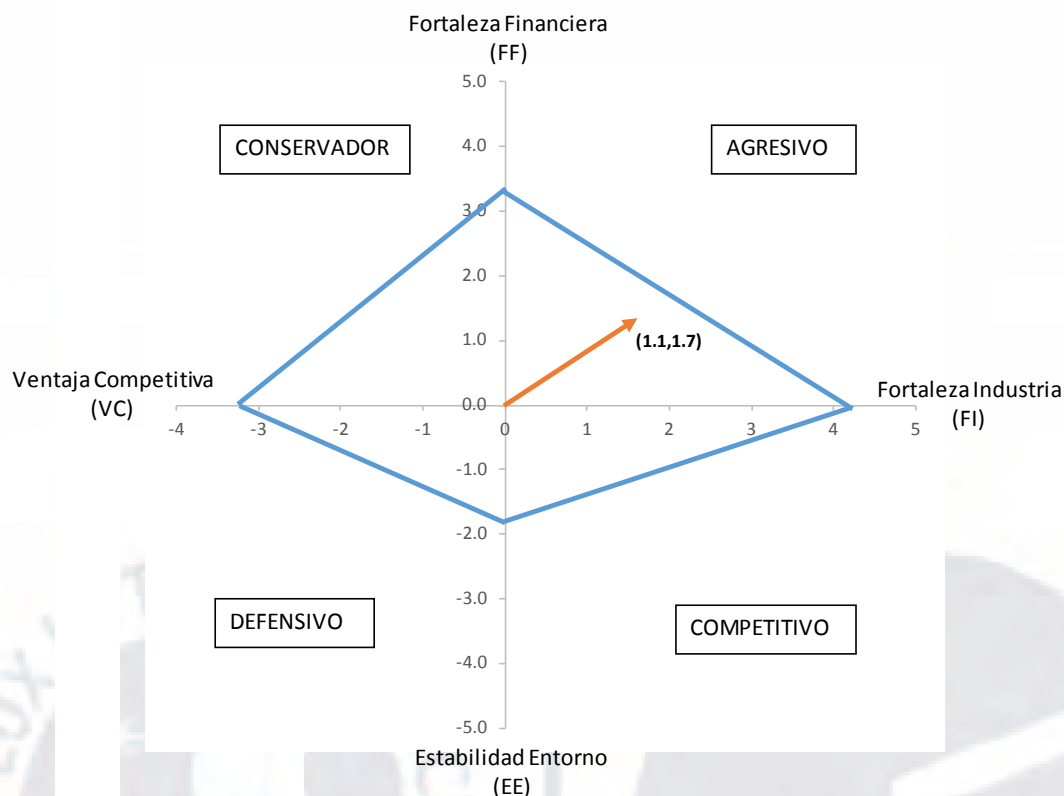 Fortaleza Financiera
(FF)
5.0
CONSERVADOR
AGRESIVO
4.0
3.0
2.0
1.0
(1.1,1.7)
Ventaja Competitiva
(VC)
0.0
Fortaleza Industria
(FI)
-4
-3
-2
-1
0
1
2
3
4
5
-1.0
-2.0
-3.0
DEFENSIVO
COMPETITIVO
-4.0
-5.0
Estabilidad Entorno
(EE)